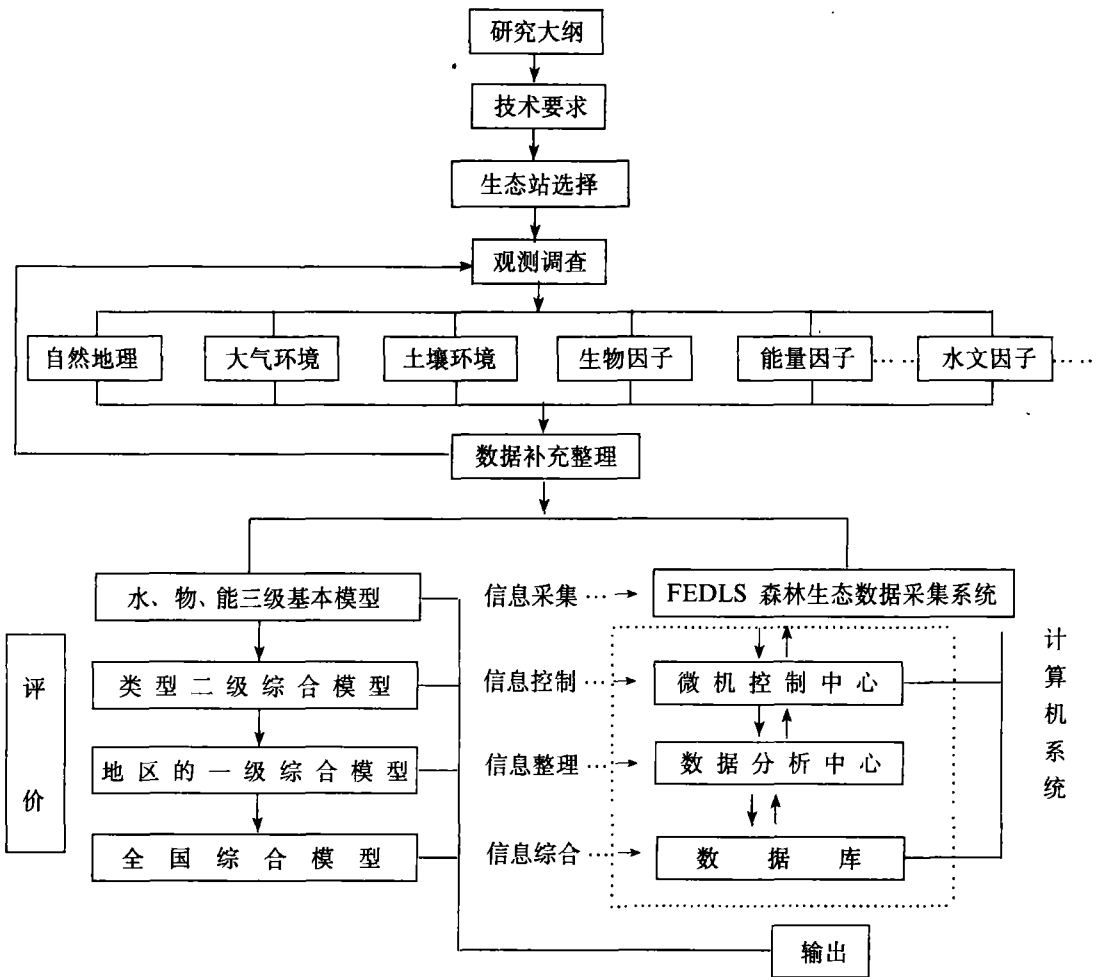 研究大纲
技术要求
生态站选择
观测调查
自然地理 大气环境 土壤环境 生物因子 能量因子 ···· 水文因子 ····
数据补充整理
水、物、能三级基本模型 信息采集 ··· FEDLS 森林生态数据采集系统
类型二级综合模型 信息控制 ··· 微机控制中心
地区的一级综合模型 信息整理 ··· 数据分析中心
全国综合模型 信息综合 ··· 数据库
评价
计算机系统
输出